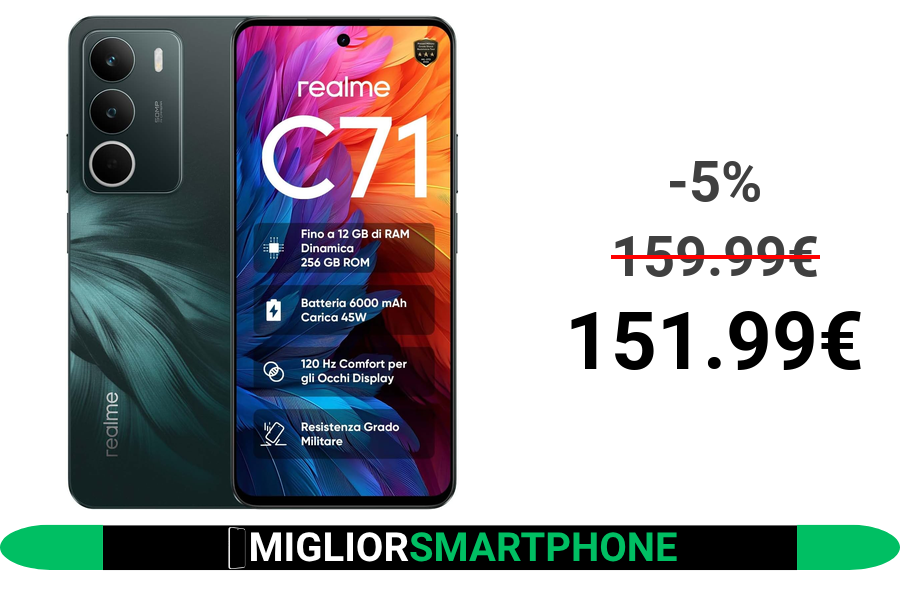 realme
C71
Fino a 12 GB di RAM
Dinamica
256 GB ROM
Batteria 6000 mAh
Carica 45W
120 Hz Comfort per
gli Occhi Display
Resistenza Grado
Militare
50MP
realme
-5%
159.99€
151.99€
MIGLIORSMARTPHONE